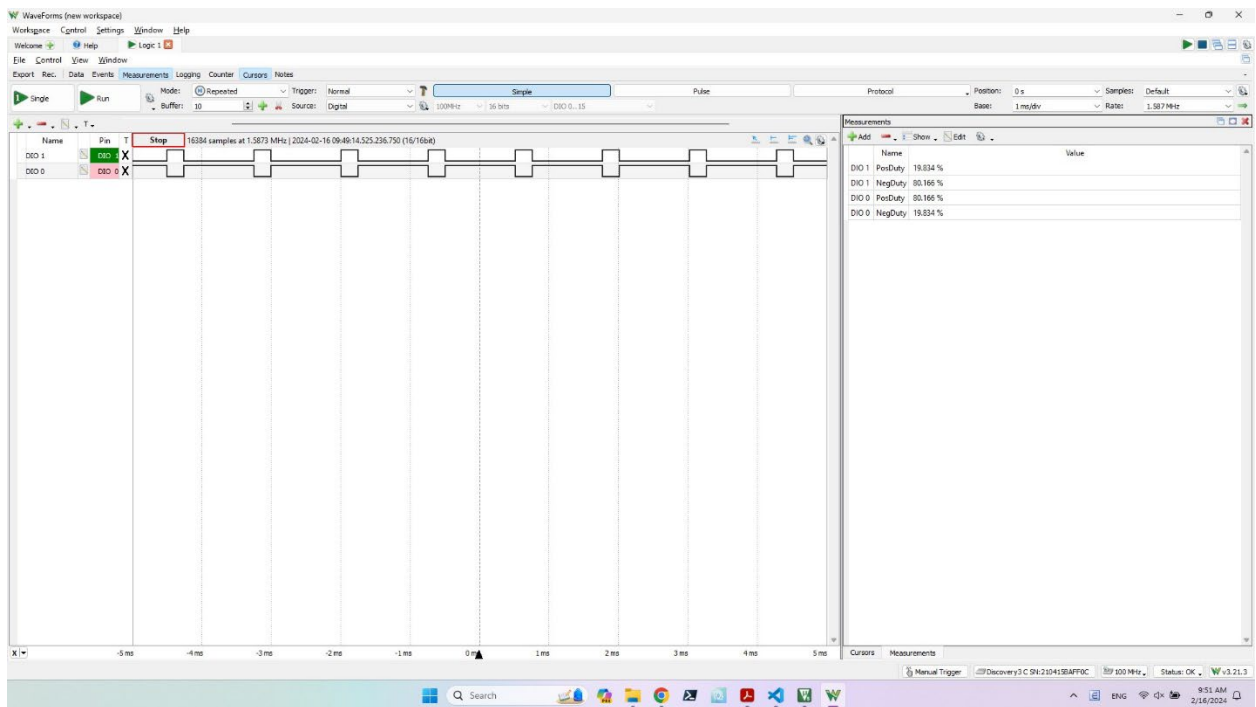 WaveForms (new workspace)
Workspace Control Settings Window Help
Welcome Help Logic 1
File Control View Window
Export Rec. Data Events Measurements Logging Counter Cursors Notes
Single Run Mode: Repeated Trigger: Normal Simple Pulse Protocol Position: 0 s Samples: Default
Buffer: 10 Source: Digital 100MHz 16 bits DIO 0...15 Base: 1 ms/div Rate: 1.587 MHz
T
Measurements
Name Pin T Stop 16384 samples at 1.5873 MHz | 2024-02-16 09:49:14.525.236.750 (16/16bit)
Add Show Edit
DIO 1 DIO 1 X
DIO 0 DIO 0 X
Name Value
DIO 1 PosDuty 19.834 %
DIO 1 NegDuty 80.166 %
DIO 0 PosDuty 80.166 %
DIO 0 NegDuty 19.834 %
X -5 ms -4 ms -3 ms -2 ms -1 ms 0 ms 1 ms 2 ms 3 ms 4 ms 5 ms
Cursors Measurements
Manual Trigger Discovery3 C SN:210415BAFF0C 100 MHz Status: OK v3.21.3
Search
ENG
9:51 AM
2/16/2024